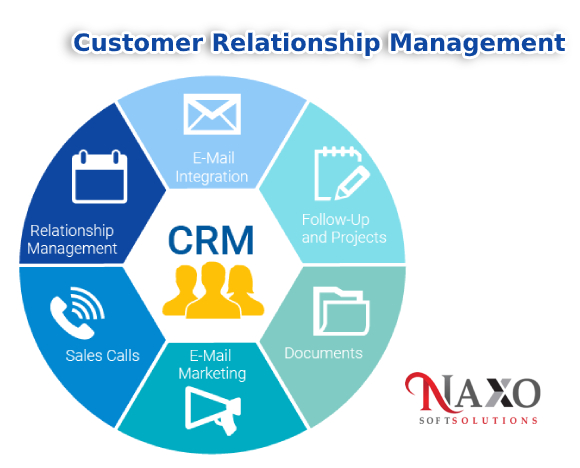 Customer Relationship Management
E-Mail
Integration
Follow-Up
and Projects
Relationship
Management
CRM
Sales Calls
E-Mail
Marketing
Documents
NAXO
SOFTSOLUTIONS